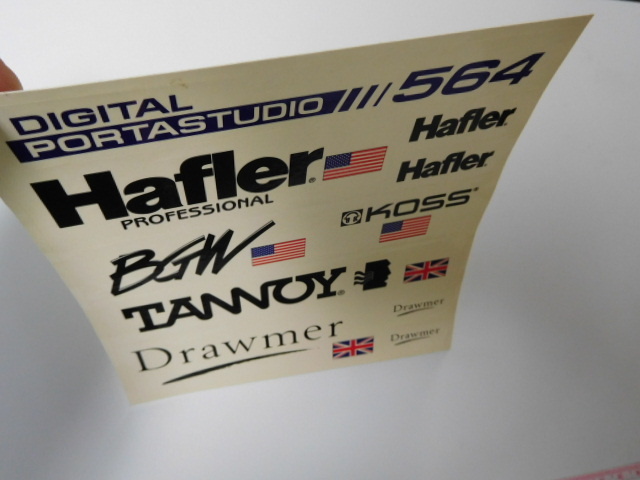 DIGITAL
PORTASTUDIO 564
Hafler®
PROFESSIONAL
Hafler®
Hafler®
KOSS®
BGW
TANNOY®
Drawmer
Drawmer
Drawmer